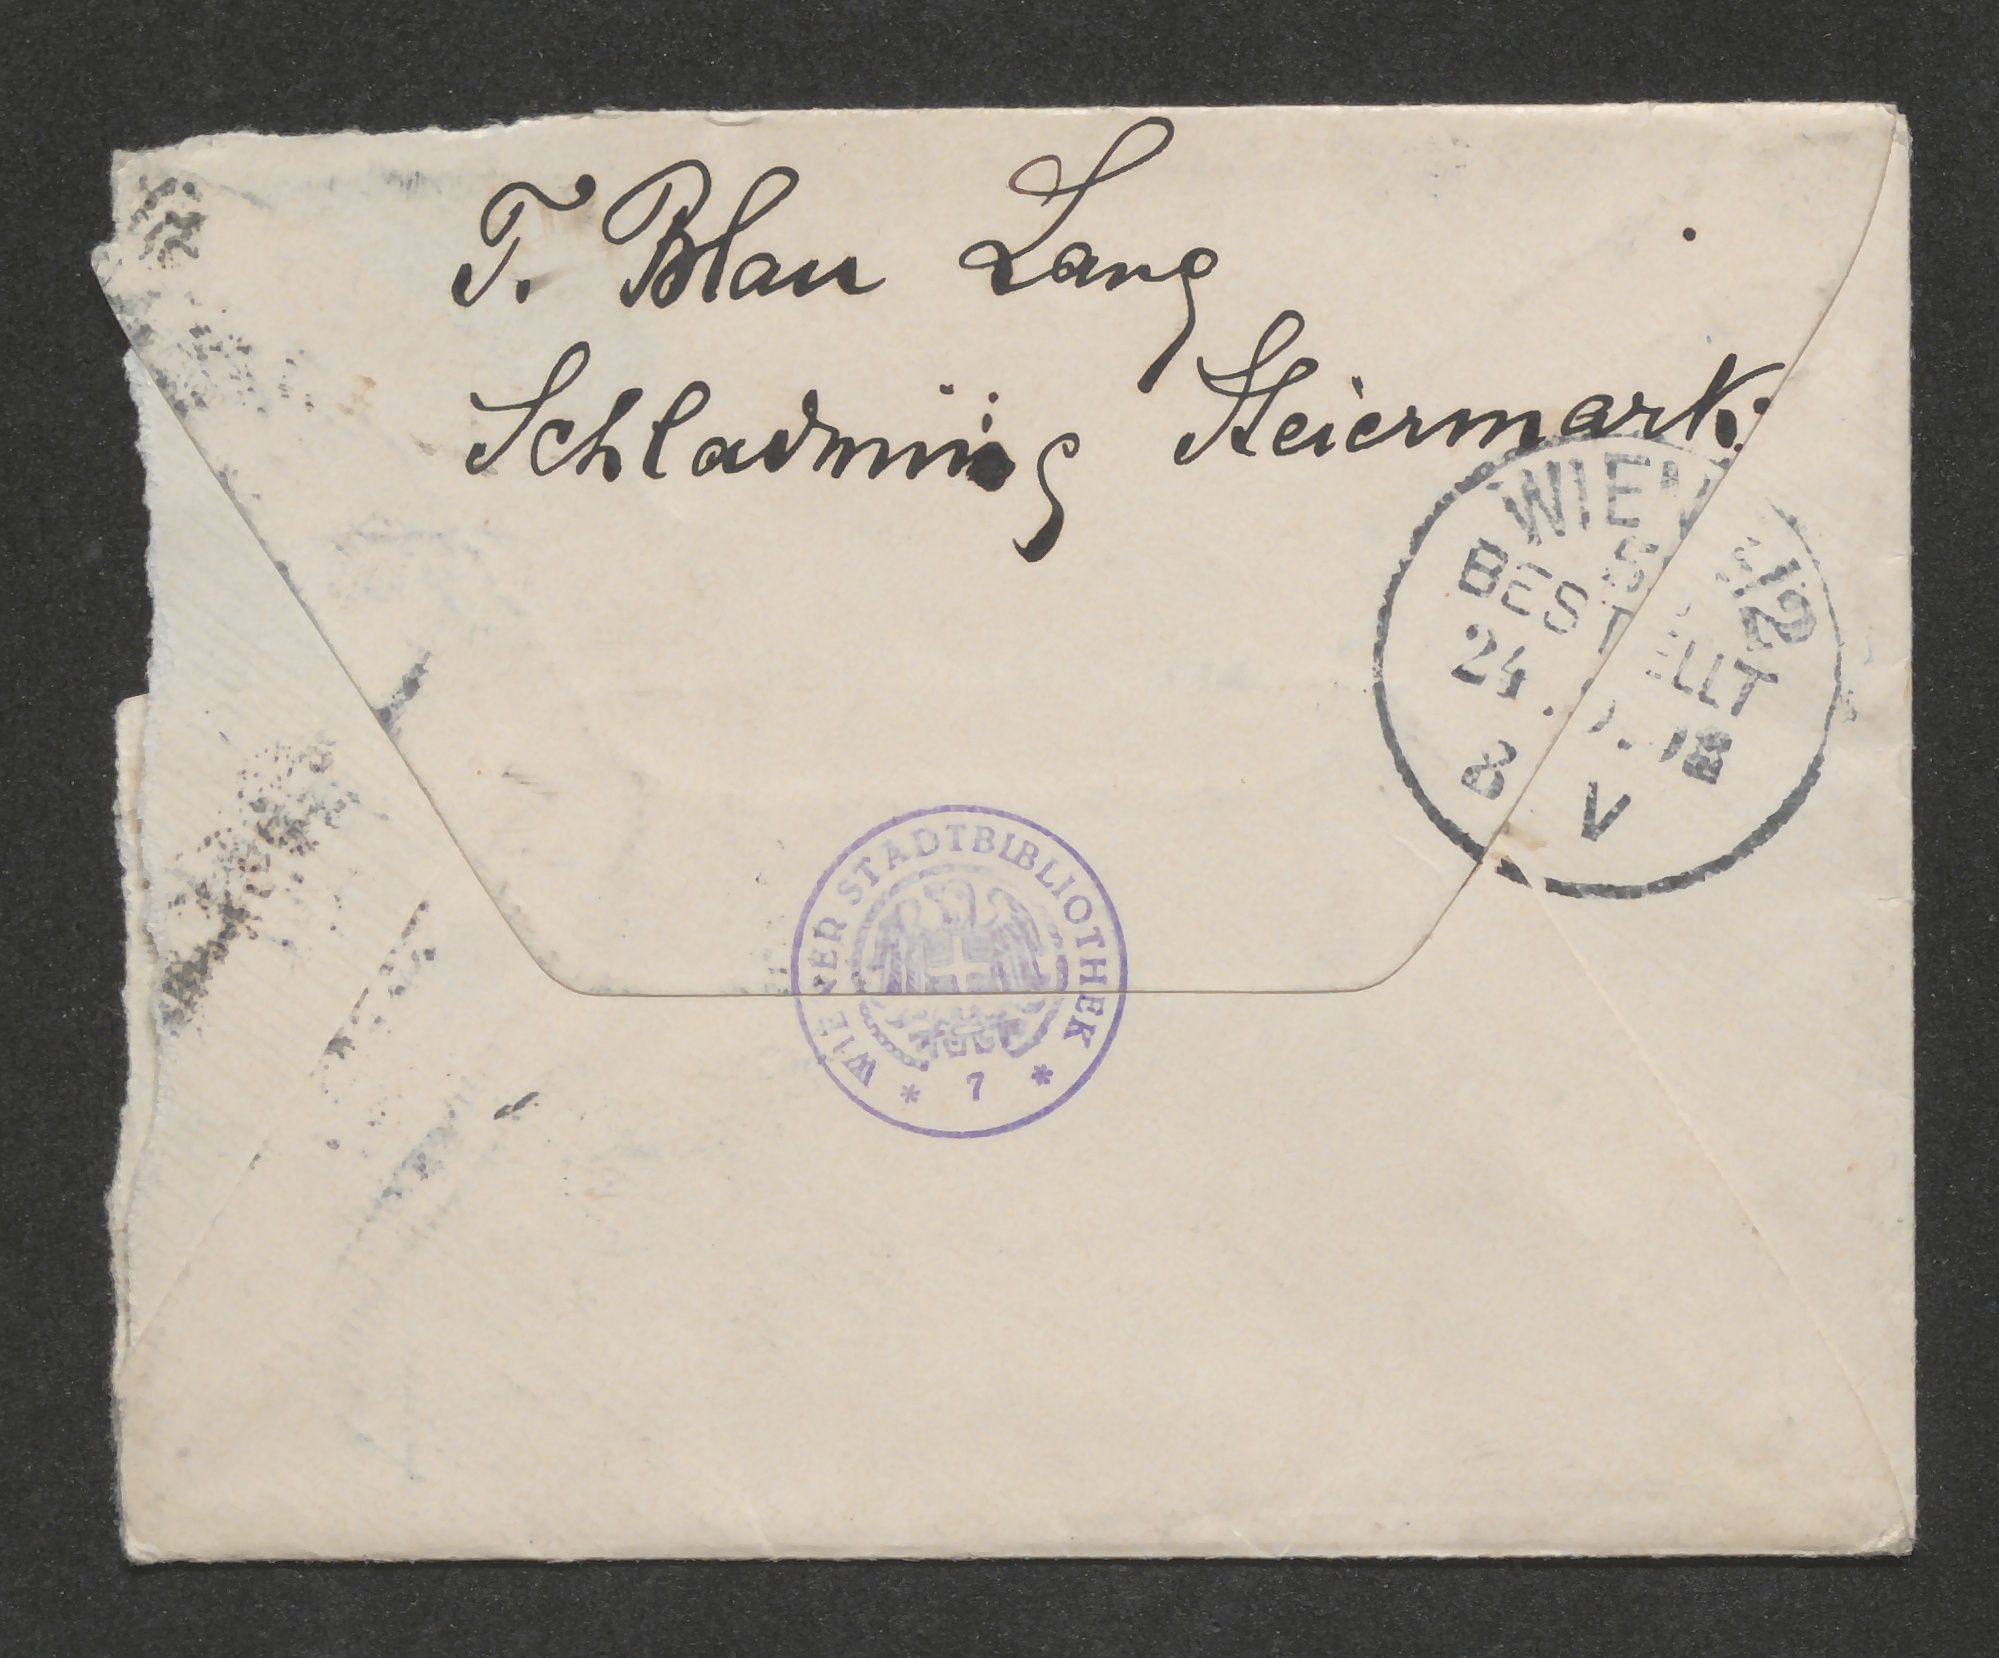 T. Blau Lang
Schladming Steiermark
WIEN
BESTELLT
24
8 V
WIENER STADTBIBLIOTHEK
* 7 *